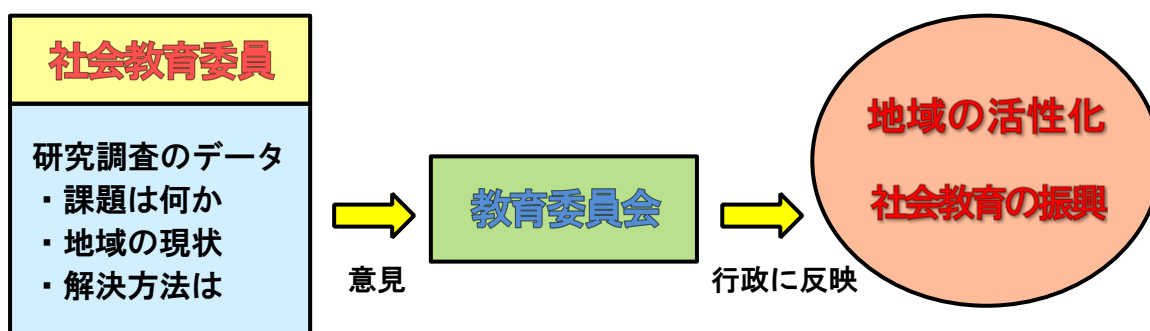 社会教育委員
研究調査のデータ
・課題は何か
・地域の現状
・解決方法は
意見
教育委員会
行政に反映
地域の活性化
社会教育の振興